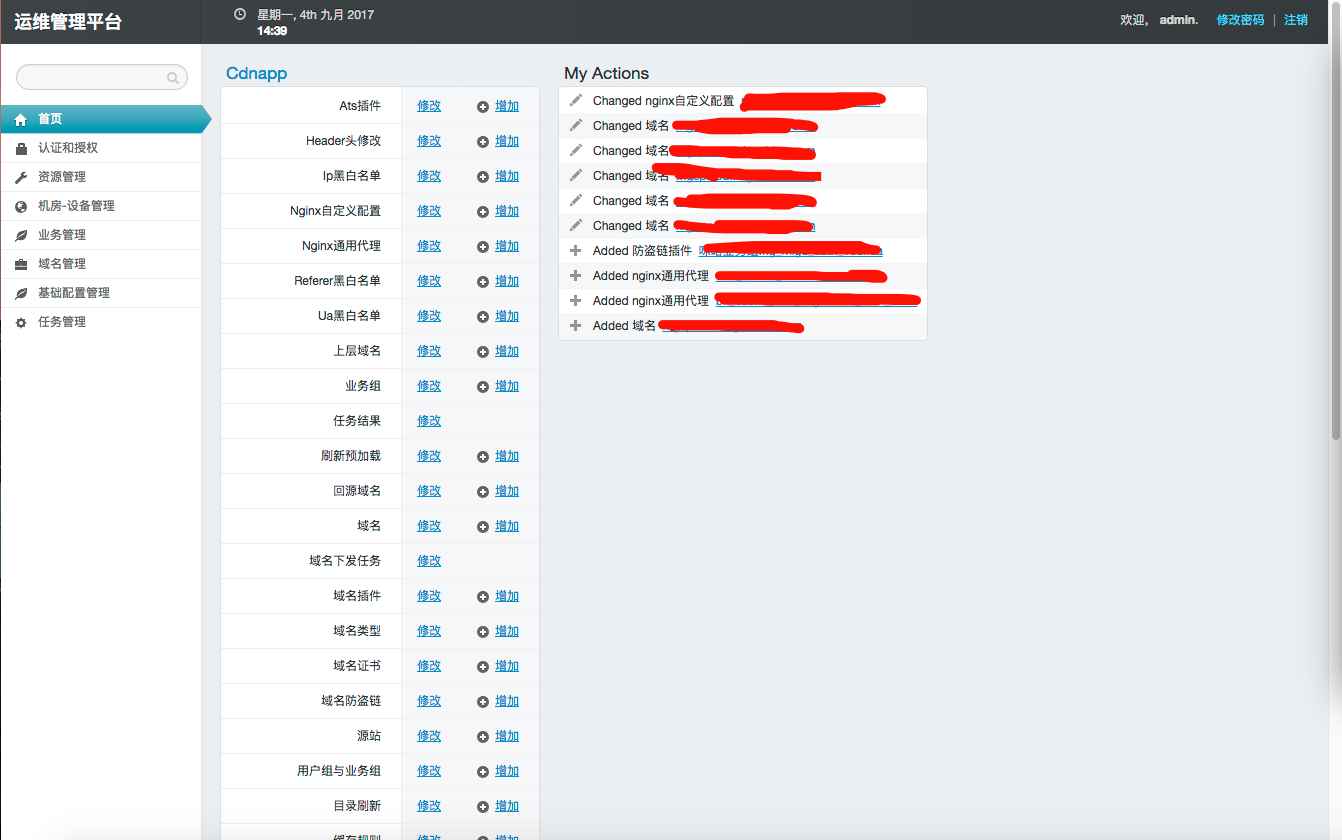 运维管理平台
星期一, 4th 九月 2017
14:39
欢迎, admin. 修改密码 | 注销
首页
认证和授权
资源管理
机房-设备管理
业务管理
域名管理
基础配置管理
任务管理
Cdnapp
Ats插件 修改 增加
Header头修改 修改 增加
Ip黑白名单 修改 增加
Nginx自定义配置 修改 增加
Nginx通用代理 修改 增加
Referer黑白名单 修改 增加
Ua黑白名单 修改 增加
上层域名 修改 增加
业务组 修改 增加
任务结果 修改
刷新预加载 修改 增加
回源域名 修改 增加
域名 修改 增加
域名下发任务 修改
域名插件 修改 增加
域名类型 修改 增加
域名证书 修改 增加
域名防盗链 修改 增加
源站 修改 增加
用户组与业务组 修改 增加
目录刷新 修改 增加
缓存规则 修改 增加
My Actions
Changed nginx自定义配置
Changed 域名
Changed 域名
Changed 域名
Changed 域名
Changed 域名
Added 防盗链插件
Added nginx通用代理
Added nginx通用代理
Added 域名